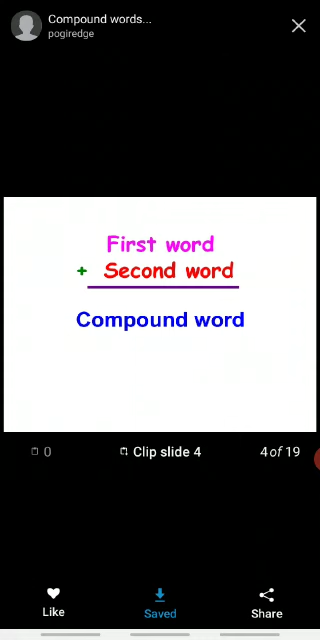 Compound words...
pogiredge
First word
+ Second word
Compound word
0
Clip slide 4
4 of 19
Like
Saved
Share